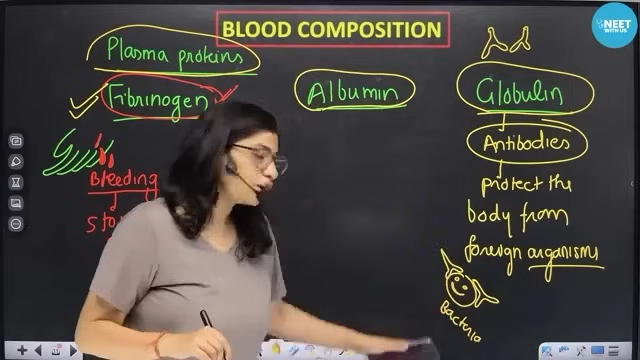 BLOOD COMPOSITION
NEET
WITH US
Plasma proteins
Fibrinogen
Albumin
Globulin
Antibodies
Bleeding
protect the
body from
foreign organisms
Bacteria